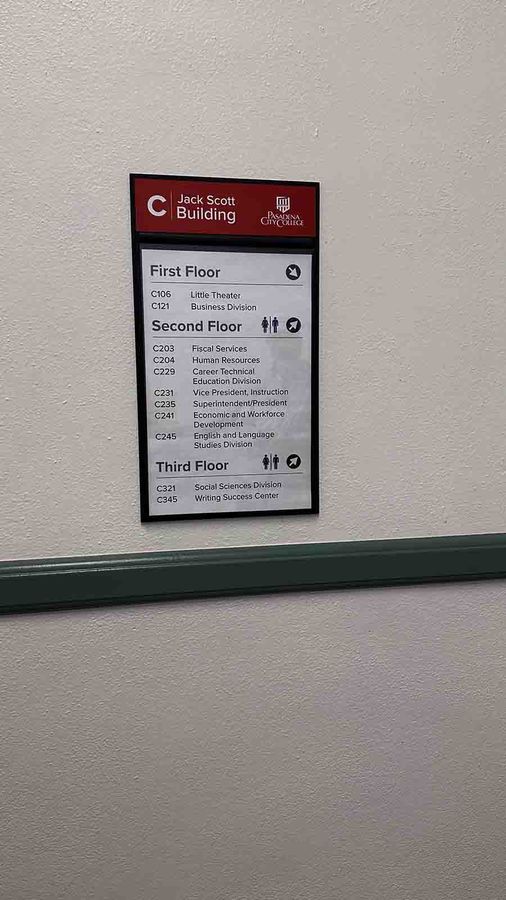 C
Jack Scott
Building
PASADENA
CITY COLLEGE
First Floor
C106 Little Theater
C121 Business Division
Second Floor
C203 Fiscal Services
C204 Human Resources
C229 Career Technical
Education Division
C231 Vice President, Instruction
C235 Superintendent/President
C241 Economic and Workforce
Development
C245 English and Language
Studies Division
Third Floor
C321 Social Sciences Division
C345 Writing Success Center